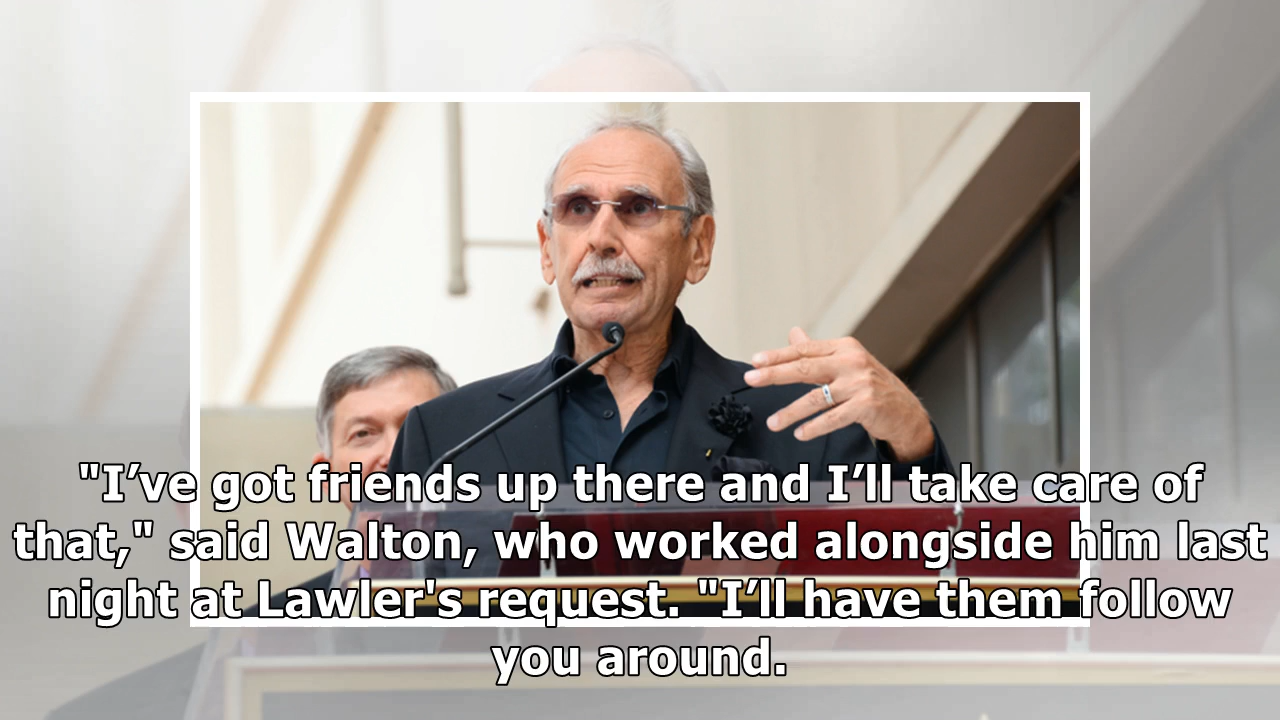 "I’ve got friends up there and I’ll take care of
that," said Walton, who worked alongside him last
night at Lawler's request. "I’ll have them follow
you around.